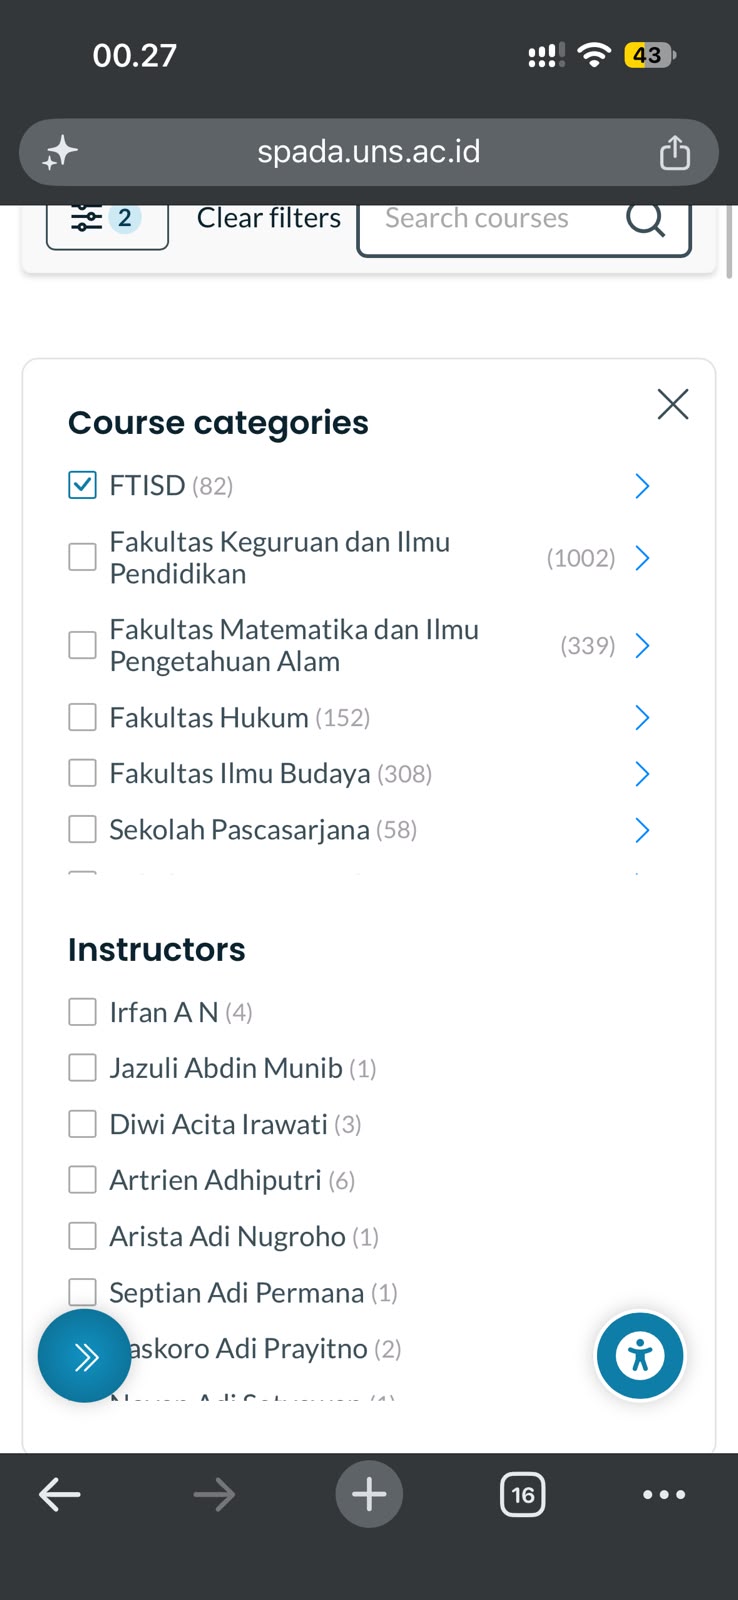 00.27
43
spada.uns.ac.id
2
Clear filters
Search courses
Course categories
FTISD (82)
Fakultas Keguruan dan Ilmu
Pendidikan
(1002)
Fakultas Matematika dan Ilmu
Pengetahuan Alam
(339)
Fakultas Hukum (152)
Fakultas Ilmu Budaya (308)
Sekolah Pascasarjana (58)
Instructors
Irfan A N (4)
Jazuli Abdin Munib (1)
Diwi Acita Irawati (3)
Artrien Adhiputri (6)
Arista Adi Nugroho (1)
Septian Adi Permana (1)
askoro Adi Prayitno (2)
16